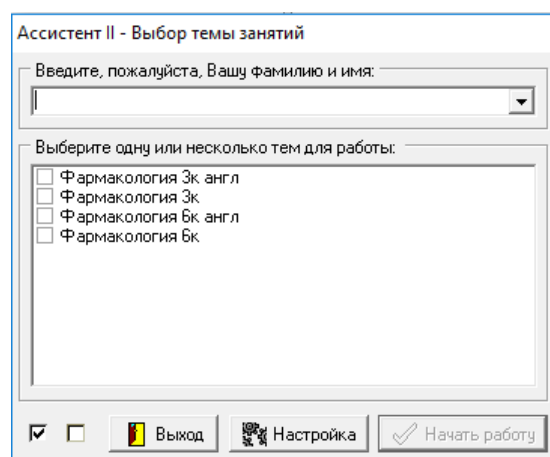 Ассистент II - Выбор темы занятий
Введите, пожалуйста, Вашу фамилию и имя:
Выберите одну или несколько тем для работы:
Фармакология 3к англ
Фармакология 3к
Фармакология 6к англ
Фармакология 6к
Выход Настройка Начать работу